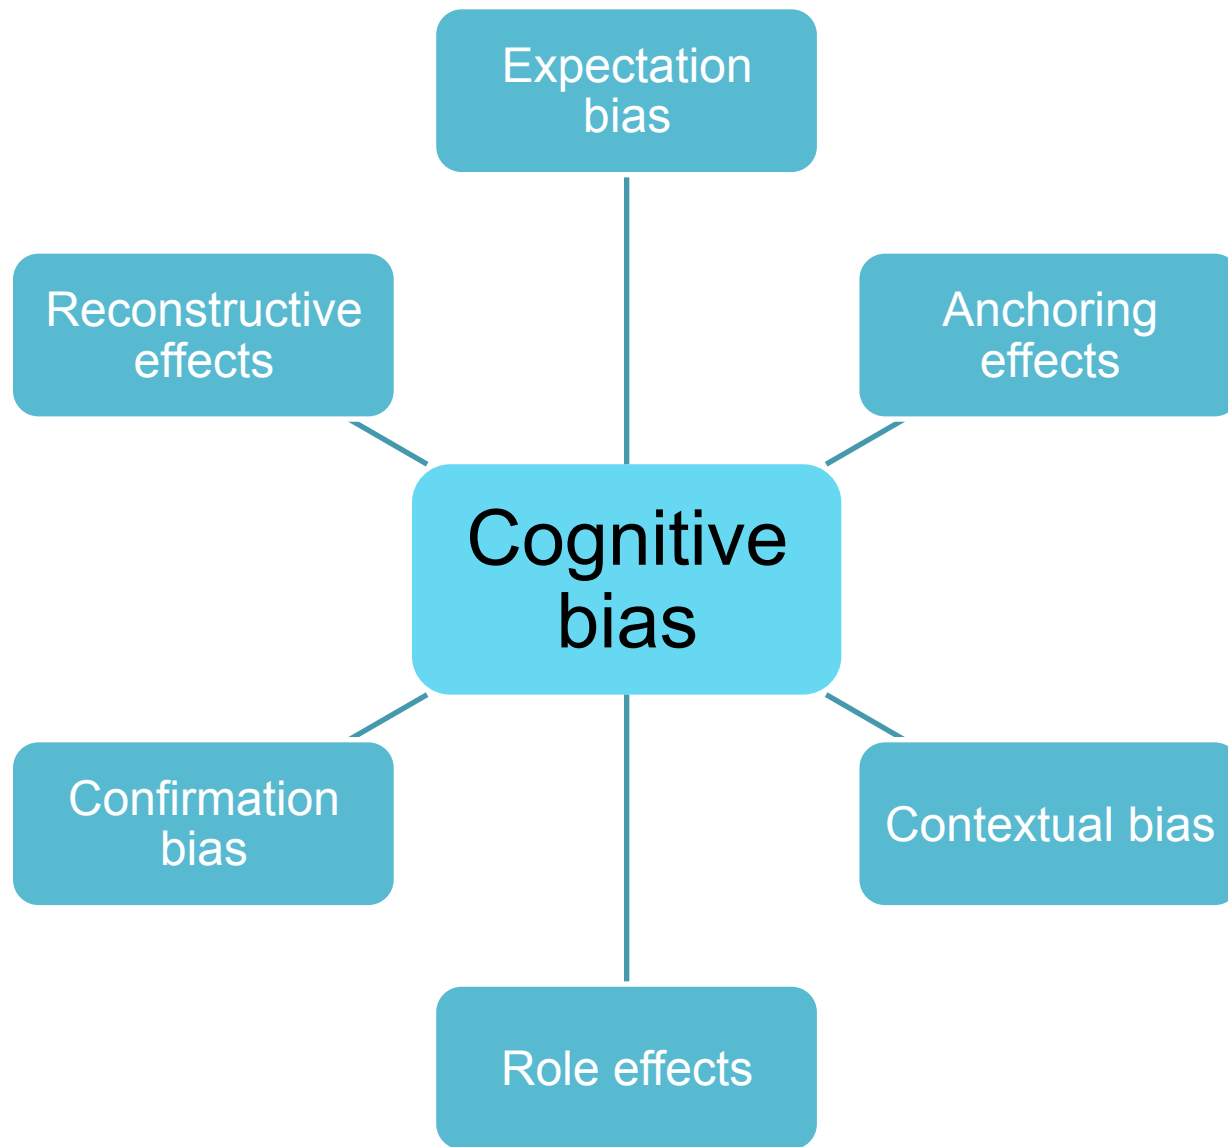 Expectation
bias
Reconstructive
effects
Anchoring
effects
Cognitive
bias
Confirmation
bias
Contextual bias
Role effects